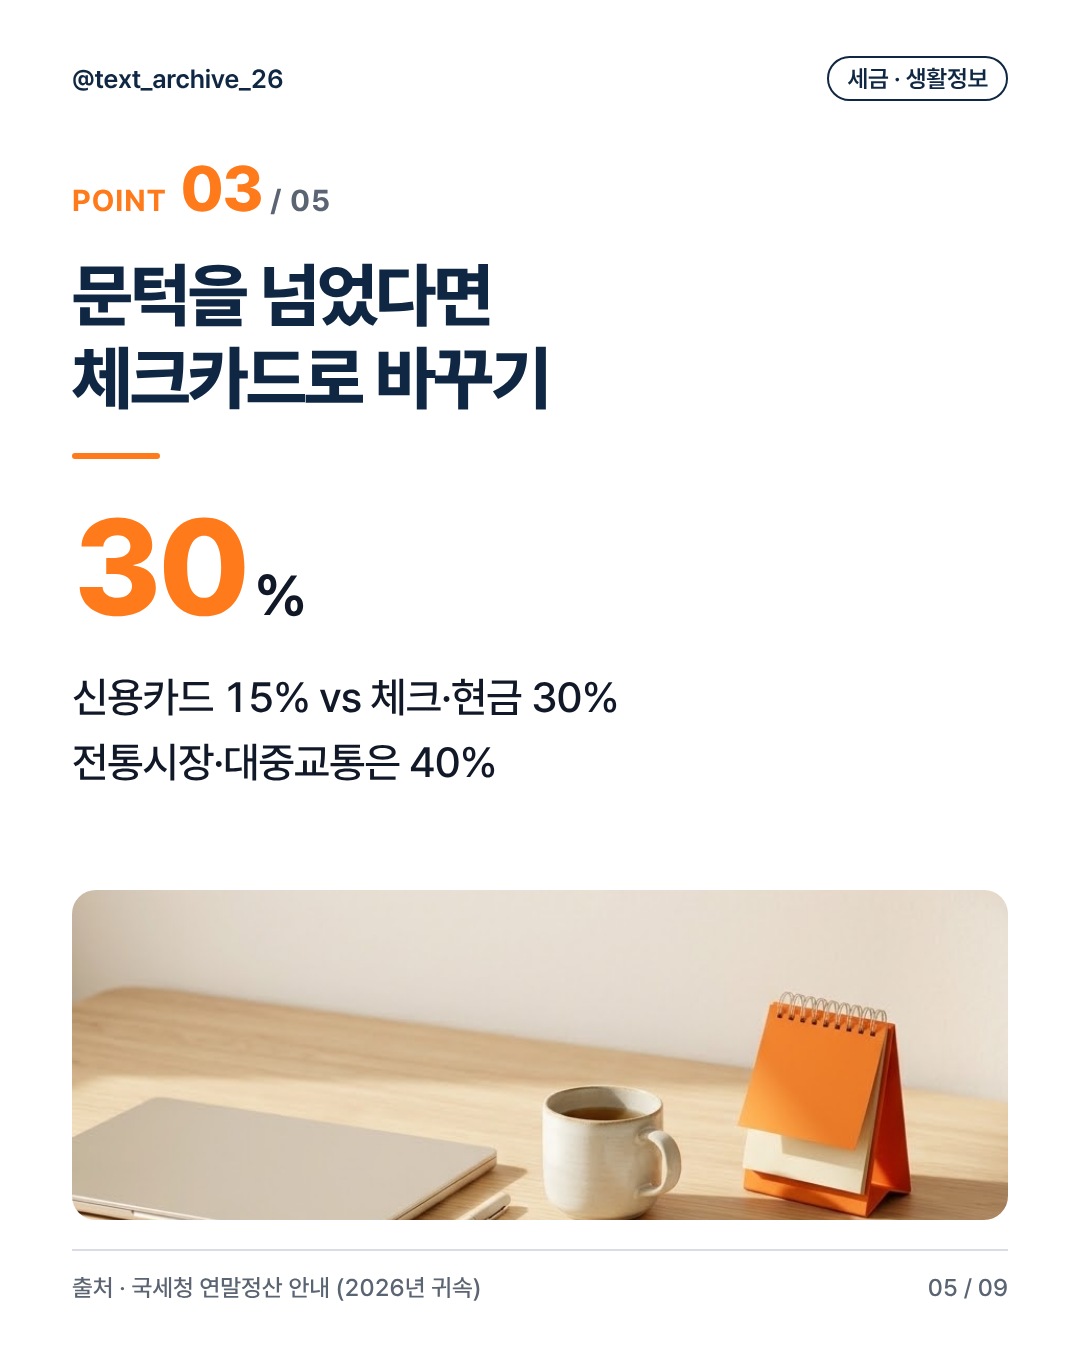 @text_archive_26
세금 · 생활정보
POINT 03 / 05
문턱을 넘었다면
체크카드로 바꾸기
30 %
신용카드 15% vs 체크·현금 30%
전통시장·대중교통은 40%
출처 · 국세청 연말정산 안내 (2026년 귀속)
05 / 09